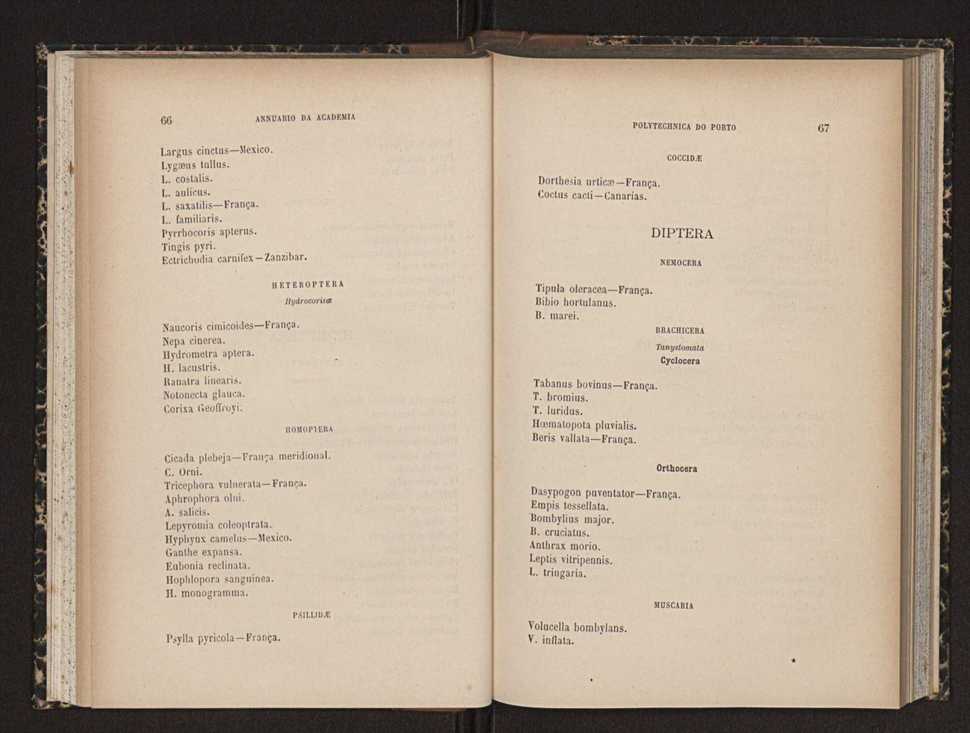 66
ANNUARIO DA ACADEMIA
Largus cinctus—Mexico.
Lygæus tullus.
L. costalis.
L. aulicus.
L. saxatilis—França.
L. familiaris.
Pyrrhocoris apterus.
Tingis pyri.
Ectrichodia carnifex—Zanzibar.
HETEROPTERA
Hydrocorisæ
Naucoris cimicoides—França.
Nepa cinerea.
Hydrometra aptera.
H. lacustris.
Ranatra linearis.
Notonecta glauca.
Corixa Geoffroyi.
HOMOPTERA
Cicada plebeja—França meridional.
C. Orni.
Tricephora vulnerata—França.
Aphrophora olni.
A. salicis.
Lepyromia coleoptrata.
Hyphynx camelus—Mexico.
Ganthe expansa.
Eubonia reclinata.
Hophlopora sanguinea.
H. monogramma.
PSILLIDÆ
Psylla pyricola—França.
POLYTECHNICA DO PORTO
67
COCCIDÆ
Dorthesia urticæ—França.
Coctus cacti—Canarias.
DIPTERA
NEMOCERA
Tipula oleracea—França.
Bibio hortulanus.
B. marei.
BRACHICERA
Tanystomata
Cyclocera
Tabanus bovinus—França.
T. bromius.
T. luridus.
Hœmatopota pluvialis.
Beris vallata—França.
Orthocera
Dasypogon puventator—França.
Empis tessellata.
Bombylius major.
B. cruciatus.
Anthrax morio.
Leptis vitripennis.
L. tringaria.
MUSCARIA
Volucella bombylans.
V. inflata.
*